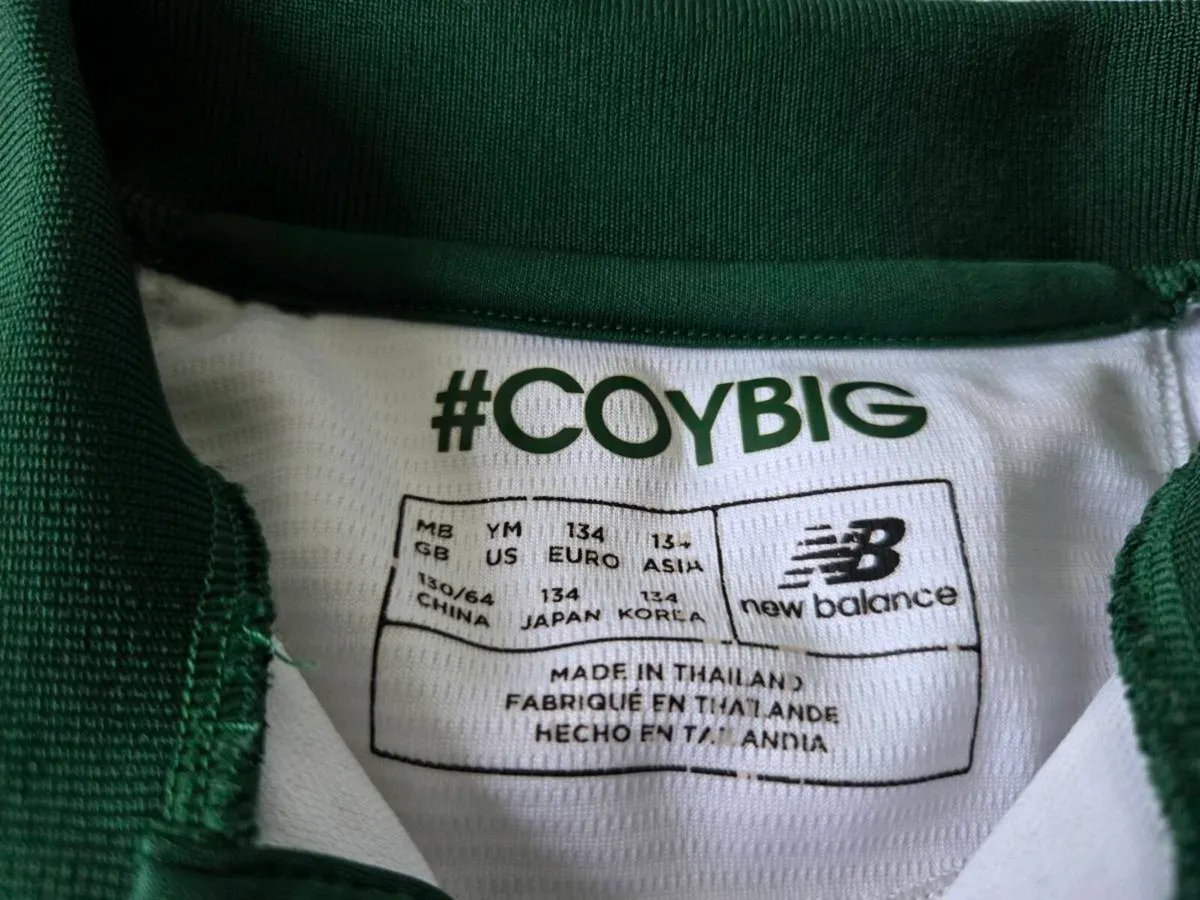 #COYBIG
MB YM 134 134
GB US EURO ASIA
130/64 134 134
CHINA JAPAN KOREA
new balance
MADE IN THAILAND
FABRIQUÉ EN THAÏLANDE
HECHO EN TAILANDIA